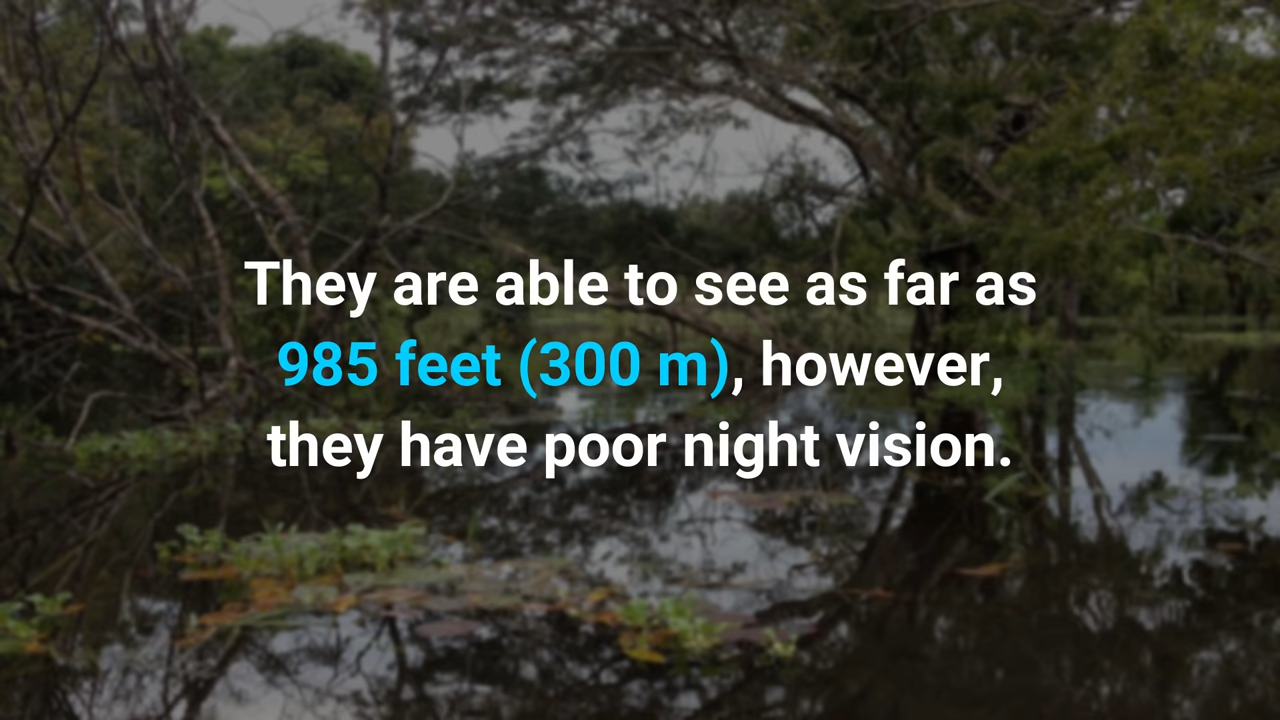 They are able to see as far as
985 feet (300 m), however,
they have poor night vision.